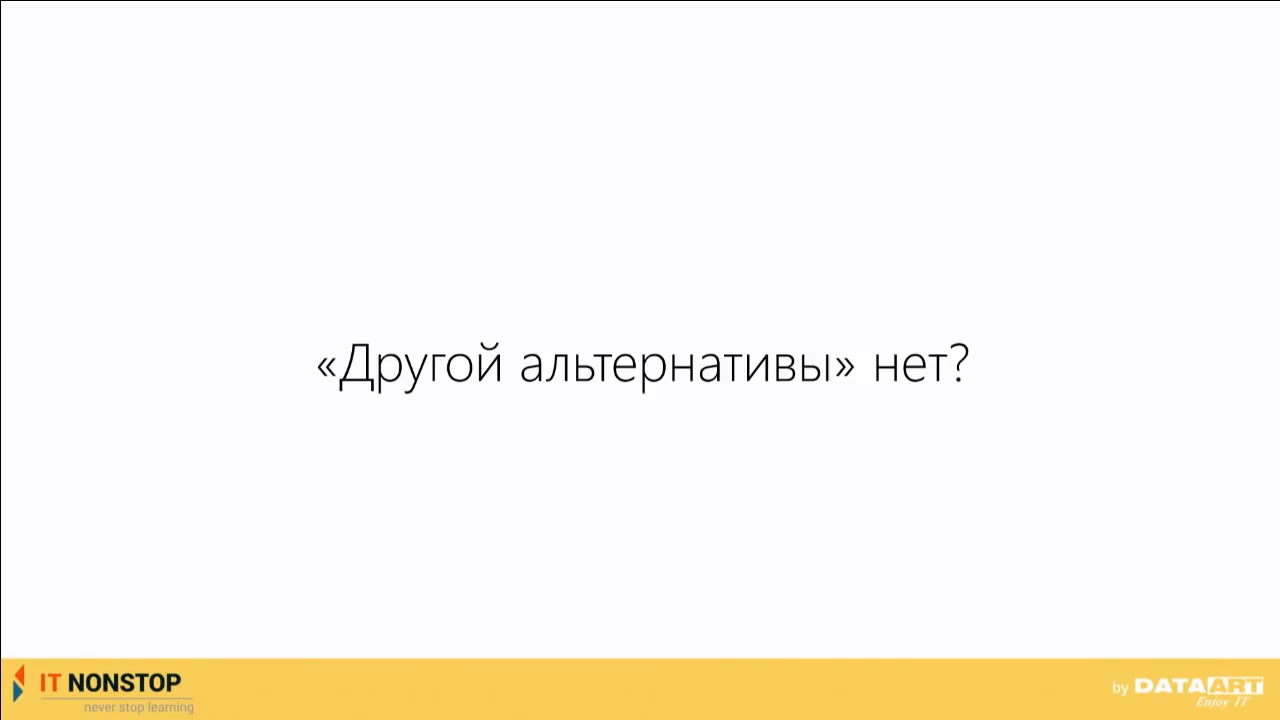 «Другой альтернативы» нет?
IT NONSTOP
never stop learning
by DATAART
Enjoy IT